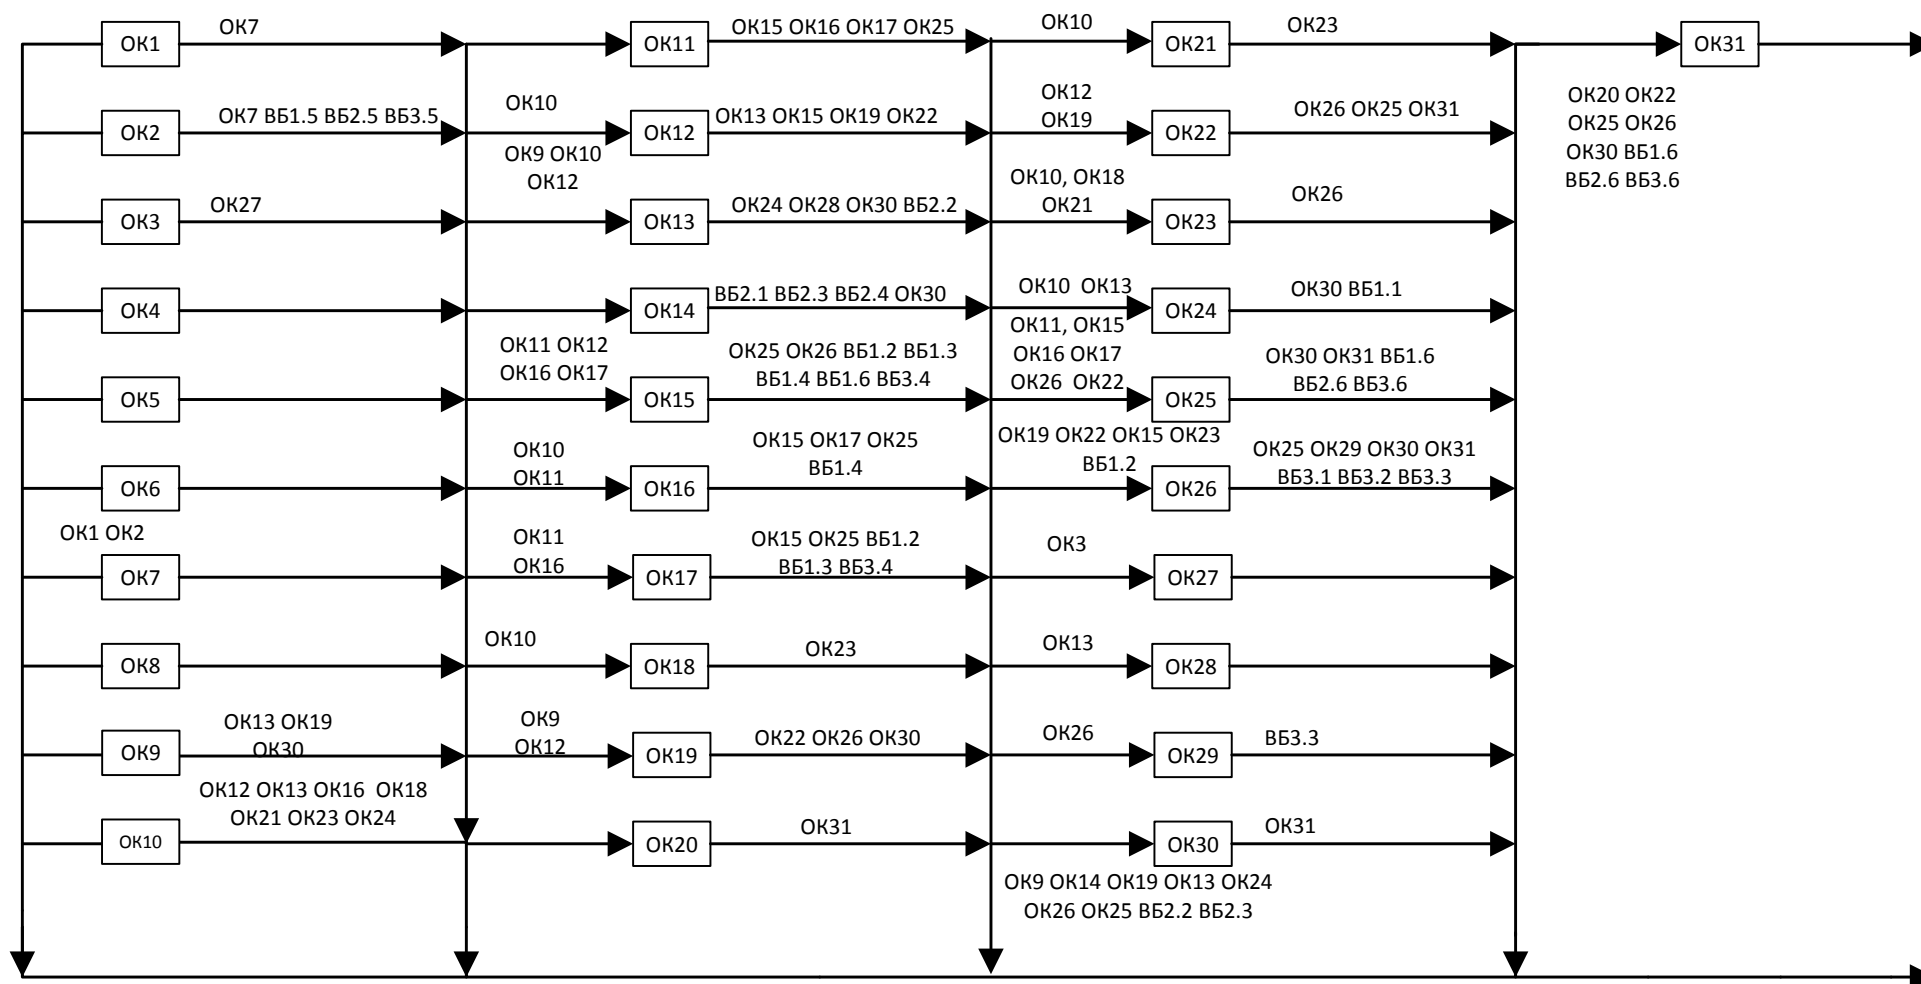 ОК1
ОК7
ОК11
ОК15 ОК16 ОК17 ОК25
ОК10
ОК21
ОК23
ОК31
ОК2
ОК7 ВБ1.5 ВБ2.5 ВБ3.5
ОК10
ОК12
ОК13 ОК15 ОК19 ОК22
ОК12
ОК19
ОК22
ОК26 ОК25 ОК31
ОК20 ОК22
ОК25 ОК26
ОК30 ВБ1.6
ВБ2.6 ВБ3.6
ОК3
ОК27
ОК9 ОК10
ОК12
ОК13
ОК24 ОК28 ОК30 ВБ2.2
ОК10, ОК18
ОК21
ОК23
ОК26
ОК4
ОК14
ВБ2.1 ВБ2.3 ВБ2.4 ОК30
ОК10 ОК13
ОК24
ОК30 ВБ1.1
ОК5
ОК11 ОК12
ОК16 ОК17
ОК15
ОК25 ОК26 ВБ1.2 ВБ1.3
ВБ1.4 ВБ1.6 ВБ3.4
ОК11, ОК15
ОК16 ОК17
ОК26 ОК22
ОК25
ОК30 ОК31 ВБ1.6
ВБ2.6 ВБ3.6
ОК6
ОК10
ОК11
ОК16
ОК15 ОК17 ОК25
ВБ1.4
ОК19 ОК22 ОК15 ОК23
ВБ1.2
ОК26
ОК25 ОК29 ОК30 ОК31
ВБ3.1 ВБ3.2 ВБ3.3
ОК1 ОК2
ОК7
ОК11
ОК16
ОК17
ОК15 ОК25 ВБ1.2
ВБ1.3 ВБ3.4
ОК3
ОК27
ОК8
ОК10
ОК18
ОК23
ОК13
ОК28
ОК9
ОК13 ОК19
ОК30
ОК9
ОК12
ОК19
ОК22 ОК26 ОК30
ОК26
ОК29
ВБ3.3
ОК10
ОК12 ОК13 ОК16 ОК18
ОК21 ОК23 ОК24
ОК20
ОК31
ОК30
ОК31
ОК9 ОК14 ОК19 ОК13 ОК24
ОК26 ОК25 ВБ2.2 ВБ2.3